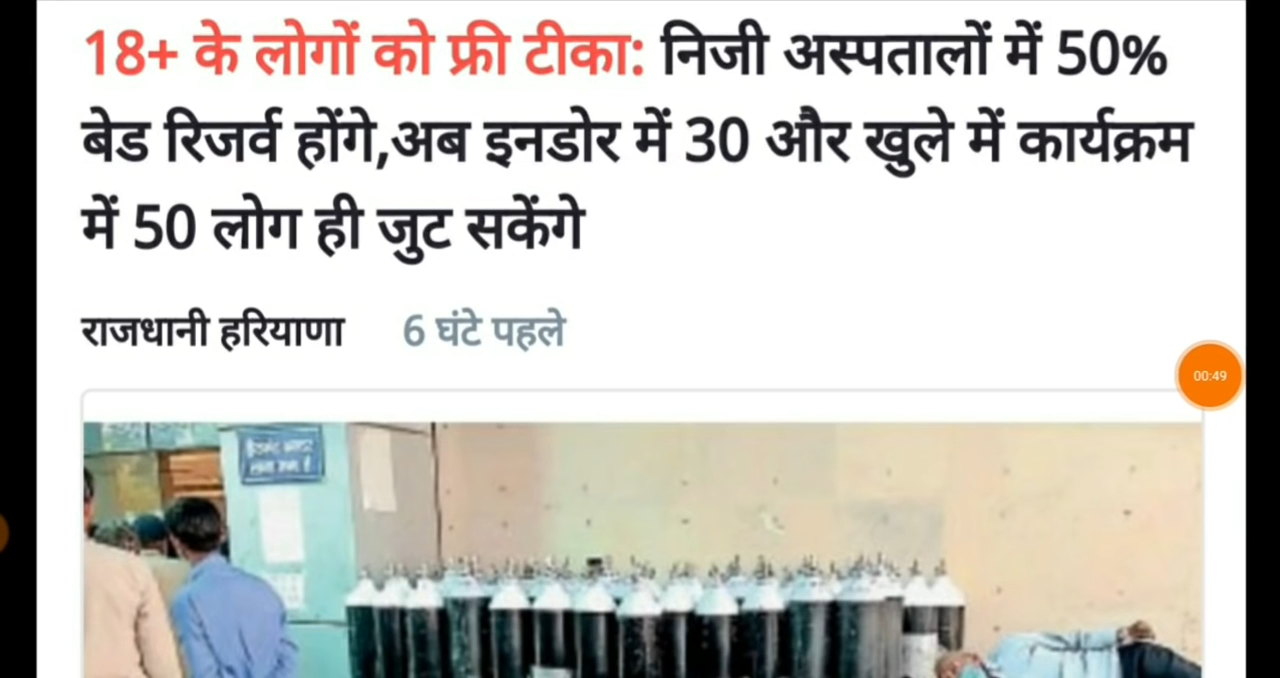 18+ के लोगों को फ्री टीका: निजी अस्पतालों में 50%
बेड रिजर्व होंगे,अब इनडोर में 30 और खुले में कार्यक्रम
में 50 लोग ही जुट सकेंगे
राजधानी हरियाणा 6 घंटे पहले
00:49